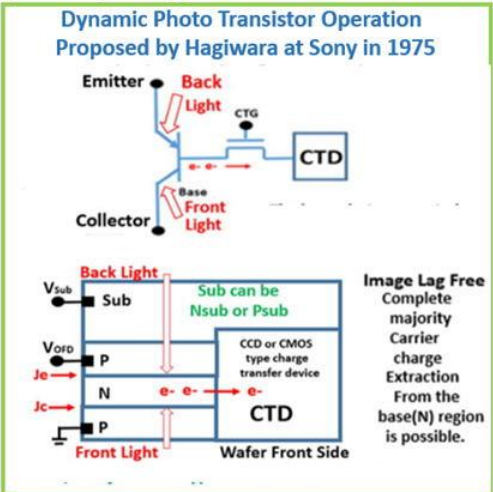 Dynamic Photo Transistor Operation
Proposed by Hagiwara at Sony in 1975
Emitter
Back
Light
CTG
CTD
e- e-
Base
Front
Light
Collector
Back Light
VSub
Sub
Sub can be
Nsub or Psub
VOFD
P
CCD or CMOS
type charge
transfer device
Je
N
e- e-
e-
Jc
CTD
P
Front Light
Wafer Front Side
Image Lag Free
Complete
majority
Carrier
charge
Extraction
From the
base(N) region
is possible.